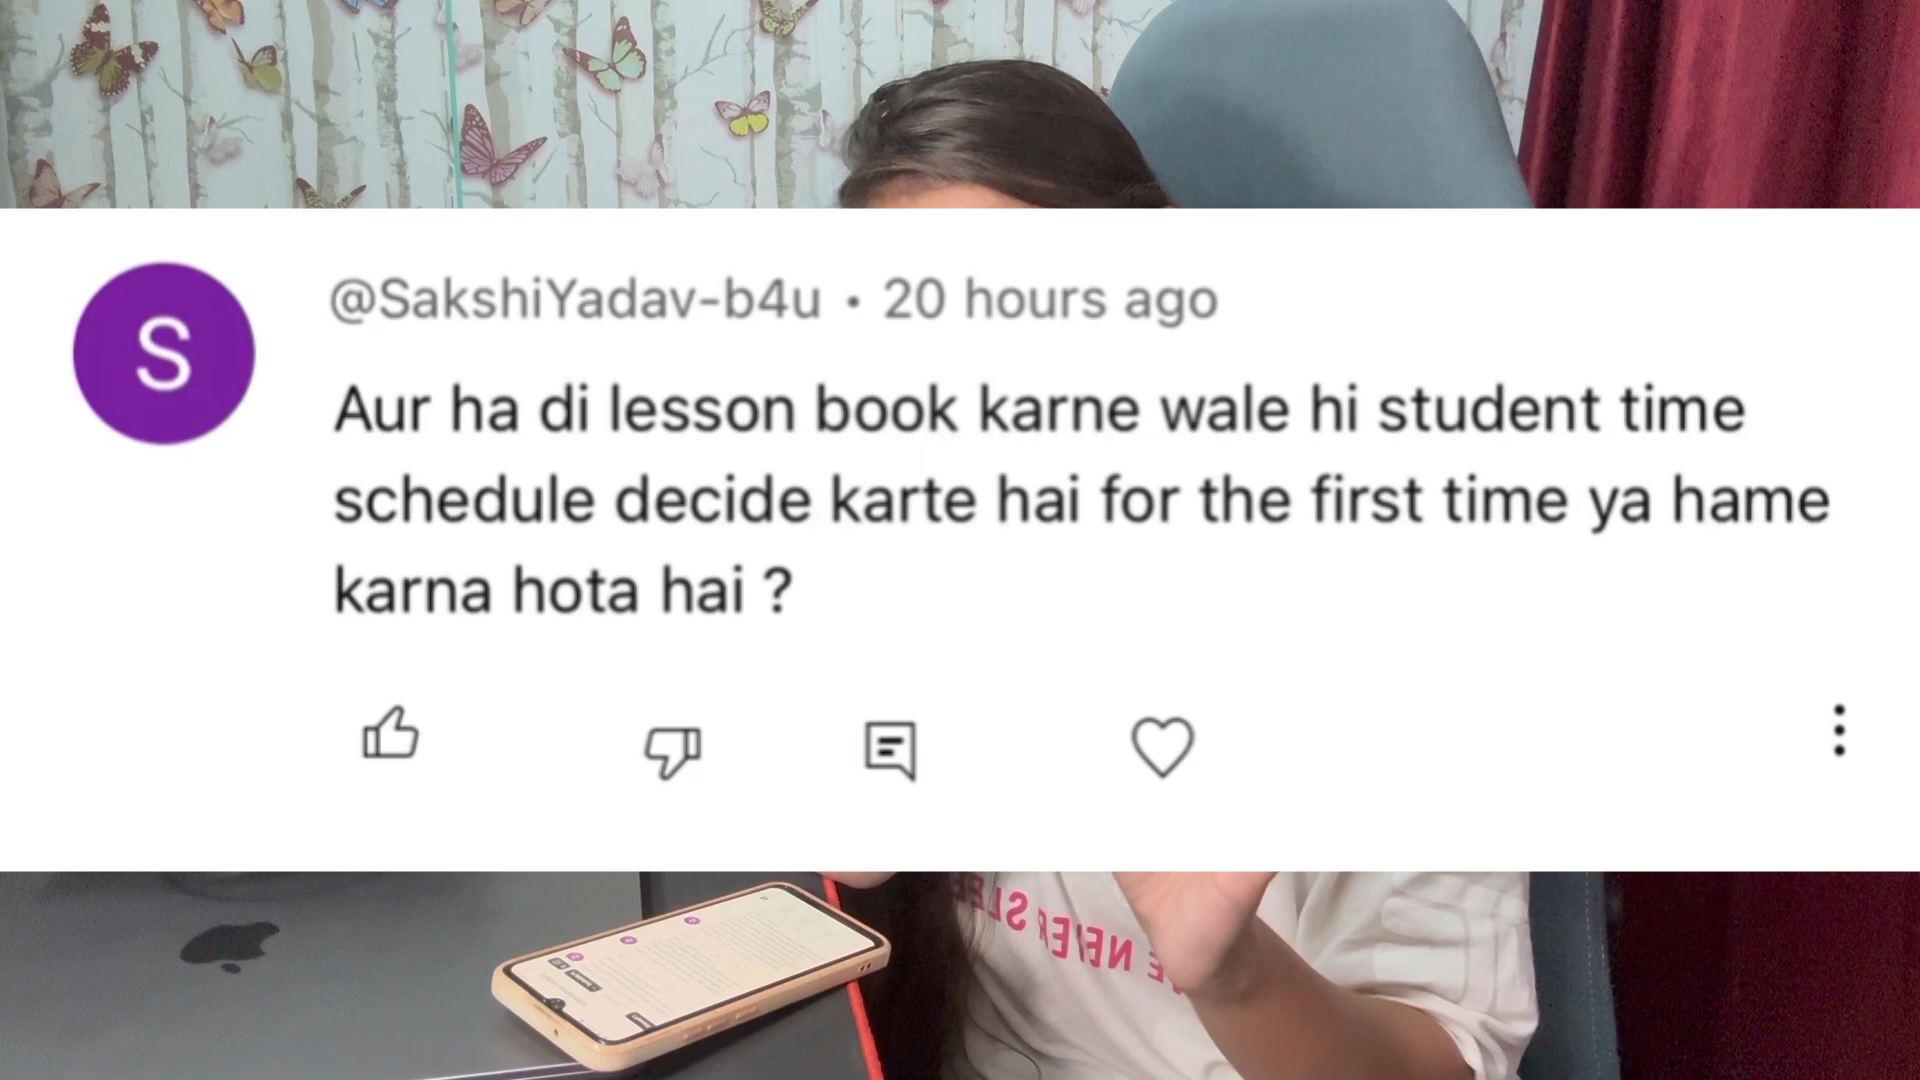 S
@SakshiYadav-b4u • 20 hours ago
Aur ha di lesson book karne wale hi student time
schedule decide karte hai for the first time ya hame
karna hota hai ?
NEVER